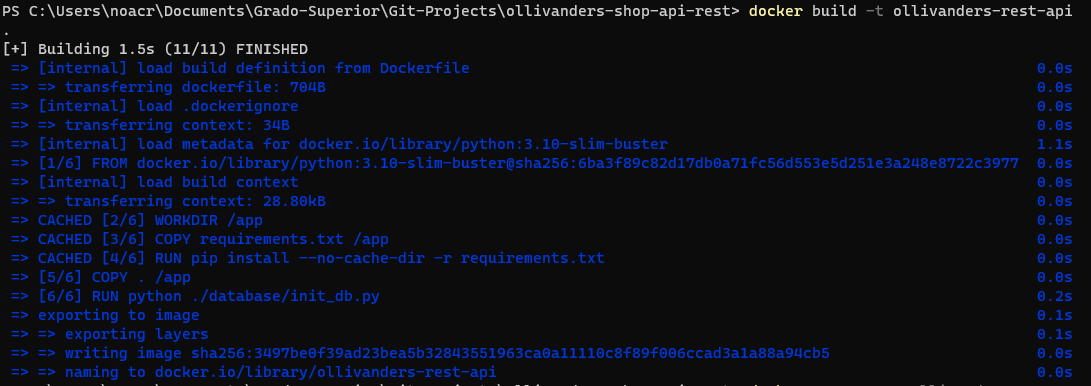 PS C:\Users\noacr\Documents\Grado-Superior\Git-Projects\ollivanders-shop-api-rest> docker build -t ollivanders-rest-api
.
[+] Building 1.5s (11/11) FINISHED
=> [internal] load build definition from Dockerfile 0.0s
=> => transferring dockerfile: 704B 0.0s
=> [internal] load .dockerignore 0.0s
=> => transferring context: 34B 0.0s
=> [internal] load metadata for docker.io/library/python:3.10-slim-buster 1.1s
=> [1/6] FROM docker.io/library/python:3.10-slim-buster@sha256:6ba3f89c82d17db0a71fc56d553e5d251e3a248e8722c3977 0.0s
=> [internal] load build context 0.0s
=> => transferring context: 28.80kB 0.0s
=> CACHED [2/6] WORKDIR /app 0.0s
=> CACHED [3/6] COPY requirements.txt /app 0.0s
=> CACHED [4/6] RUN pip install --no-cache-dir -r requirements.txt 0.0s
=> [5/6] COPY . /app 0.0s
=> [6/6] RUN python ./database/init_db.py 0.2s
=> exporting to image 0.1s
=> => exporting layers 0.1s
=> => writing image sha256:3497be0f39ad23bea5b32843551963ca0a11110c8f89f006ccad3a1a88a94cb5 0.0s
=> => naming to docker.io/library/ollivanders-rest-api 0.0s